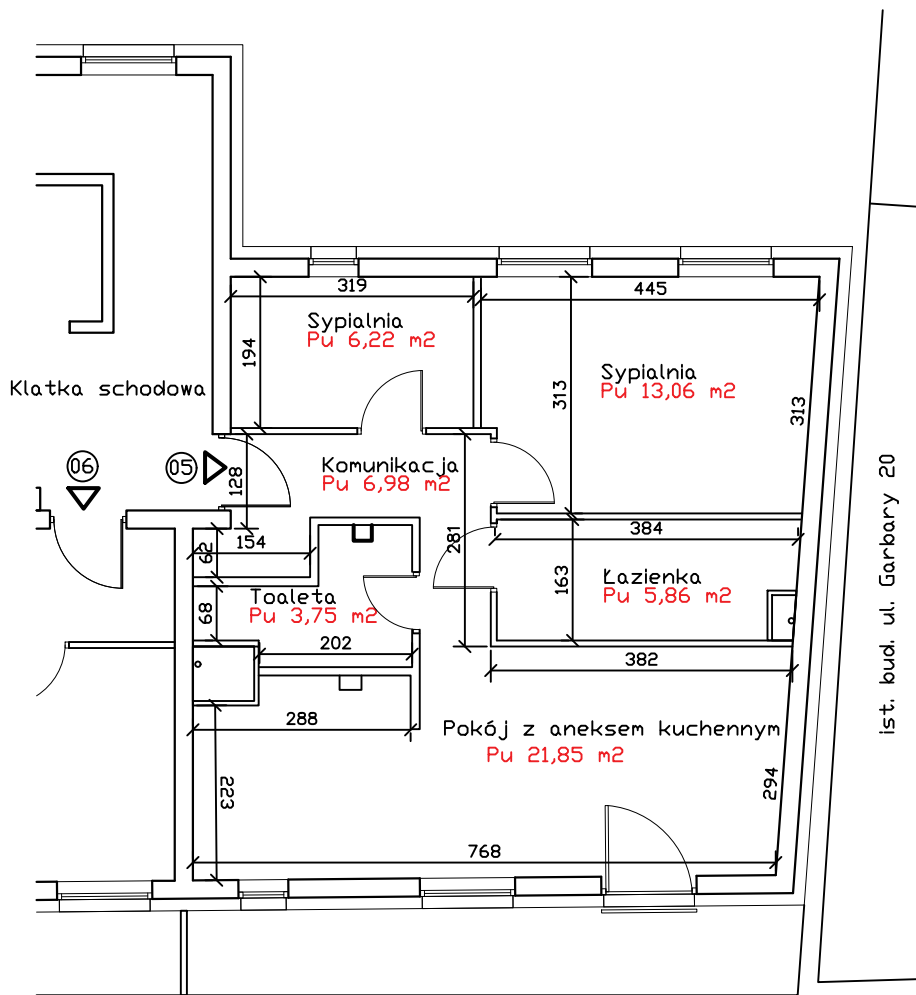 319
445
Sypialnia
Pu 6,22 m2
194
313
Sypialnia
Pu 13,06 m2
313
Klatka schodowa
06
05
128
Komunikacja
Pu 6,98 m2
ist. bud. ul. Garbary 20
62
154
281
384
163
Łazienka
Pu 5,86 m2
68
Toaleta
Pu 3,75 m2
202
382
288
Pokój z aneksem kuchennym
Pu 21,85 m2
223
294
768